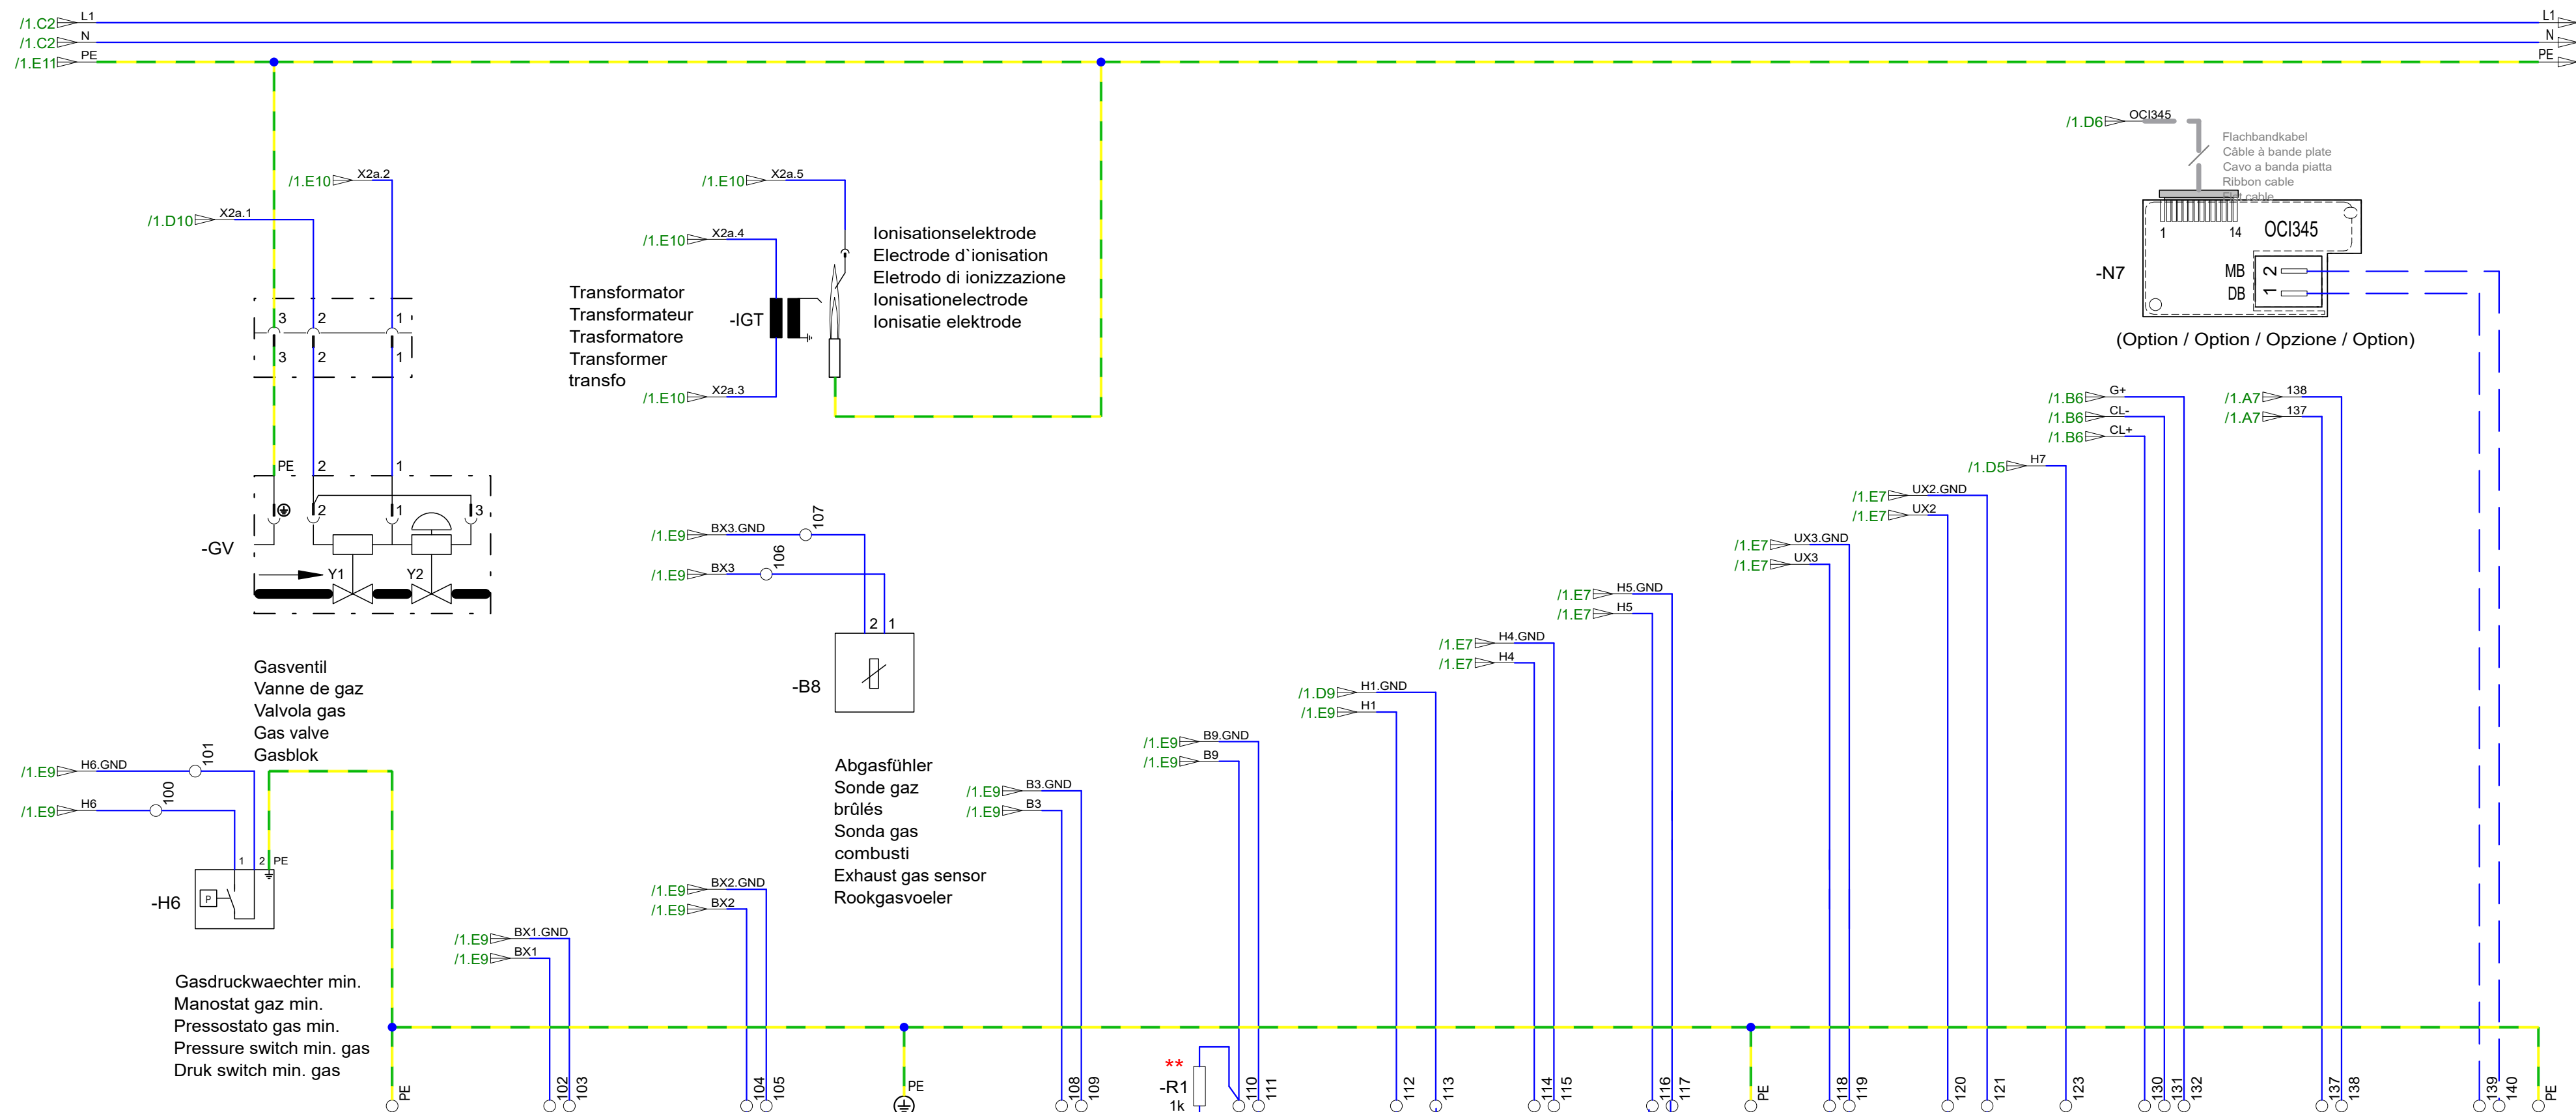 /1.C2 L1 L1
/1.C2 N N
/1.E11 PE PE
/1.D6 OCI345
Flachbandkabel
Câble à bande plate
Cavo a banda piatta
Ribbon cable
cable
1 14 OCI345
-N7
MB 2
DB 1
(Option / Option / Opzione / Option)
/1.E10 X2a.2
/1.D10 X2a.1
3 2 1
3 2 1
PE 2 1
2 1 3
-GV
Y1 Y2
Gasventil
Vanne de gaz
Valvola gas
Gas valve
Gasblok
/1.E10 X2a.5
/1.E10 X2a.4
/1.E10 X2a.3
Transformator
Transformateur
Trasformatore
Transformer
transfo
-IGT
Ionisationselektrode
Electrode d`ionisation
Eletrodo di ionizzazione
Ionisationelectrode
Ionisatie elektrode
/1.E9 BX3.GND 107
/1.E9 BX3 106
2 1
-B8
Abgasfühler
Sonde gaz
brûlés
Sonda gas
combusti
Exhaust gas sensor
Rookgasvoeler
/1.E9 H6.GND 101
/1.E9 H6 100
1 2 PE
P
-H6
Gasdruckwaechter min.
Manostat gaz min.
Pressostato gas min.
Pressure switch min. gas
Druk switch min. gas
/1.E9 BX1.GND
/1.E9 BX1
/1.E9 BX2.GND
/1.E9 BX2
/1.E9 B3.GND
/1.E9 B3
/1.E9 B9.GND
/1.E9 B9
/1.D9 H1.GND
/1.E9 H1
/1.E7 H4.GND
/1.E7 H4
/1.E7 H5.GND
/1.E7 H5
/1.E7 UX3.GND
/1.E7 UX3
/1.E7 UX2.GND
/1.E7 UX2
/1.D5 H7
/1.B6 G+
/1.B6 CL-
/1.B6 CL+
/1.A7 138
/1.A7 137
**
-R1
1k
PE 102 103 104 105 PE 108 109 110 111 112 113 114 115 116 117 PE 118 119 120 121 123 130 131 132 137 138 139 140 PE